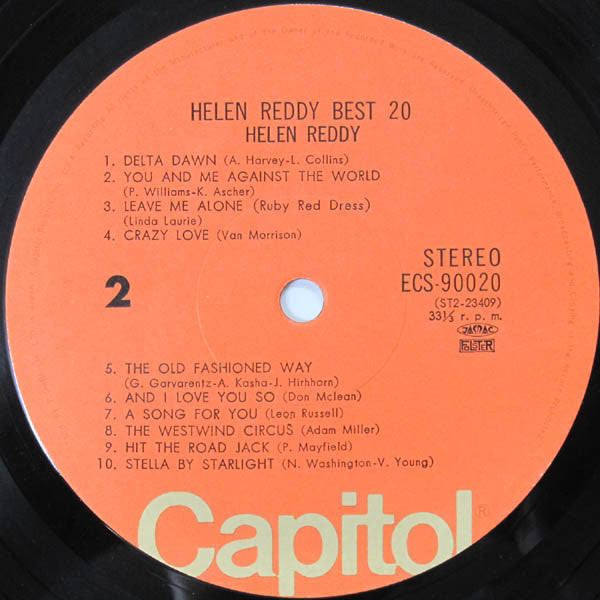 HELEN REDDY BEST 20
HELEN REDDY
1. DELTA DAWN (A. Harvey-L. Collins)
2. YOU AND ME AGAINST THE WORLD
(P. Williams-K. Ascher)
3. LEAVE ME ALONE (Ruby Red Dress)
(Linda Laurie)
4. CRAZY LOVE (Van Morrison)
2
STEREO
ECS-90020
(ST2-23409)
33⅓ r. p. m.
JASRAC
POLSTER
5. THE OLD FASHIONED WAY
(G. Garvarentz-A. Kasha-J. Hirhhorn)
6. AND I LOVE YOU SO (Don Mclean)
7. A SONG FOR YOU (Leon Russell)
8. THE WESTWIND CIRCUS (Adam Miller)
9. HIT THE ROAD JACK (P. Mayfield)
10. STELLA BY STARLIGHT (N. Washington-V. Young)
Capitol®